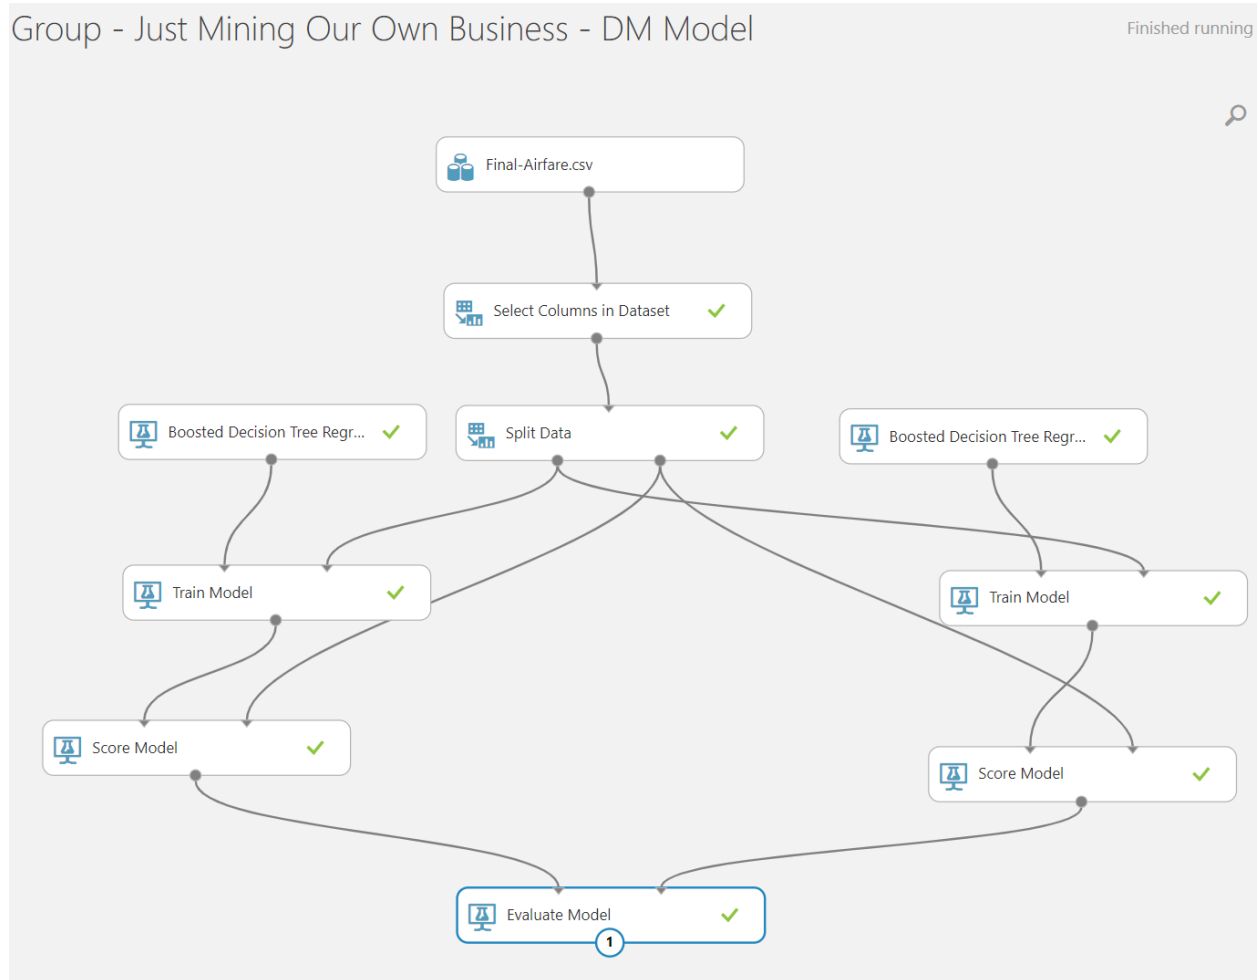 Group - Just Mining Our Own Business - DM Model
Finished running
Final-Airfare.csv
Select Columns in Dataset
Boosted Decision Tree Regr...
Split Data
Boosted Decision Tree Regr...
Train Model
Train Model
Score Model
Score Model
Evaluate Model
1